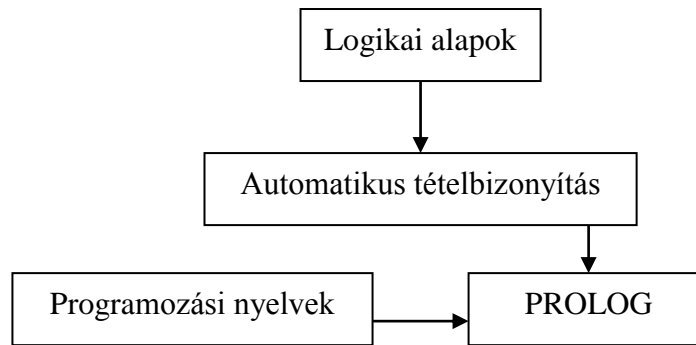 Logikai alapok
Automatikus tételbizonyítás
Programozási nyelvek
PROLOG